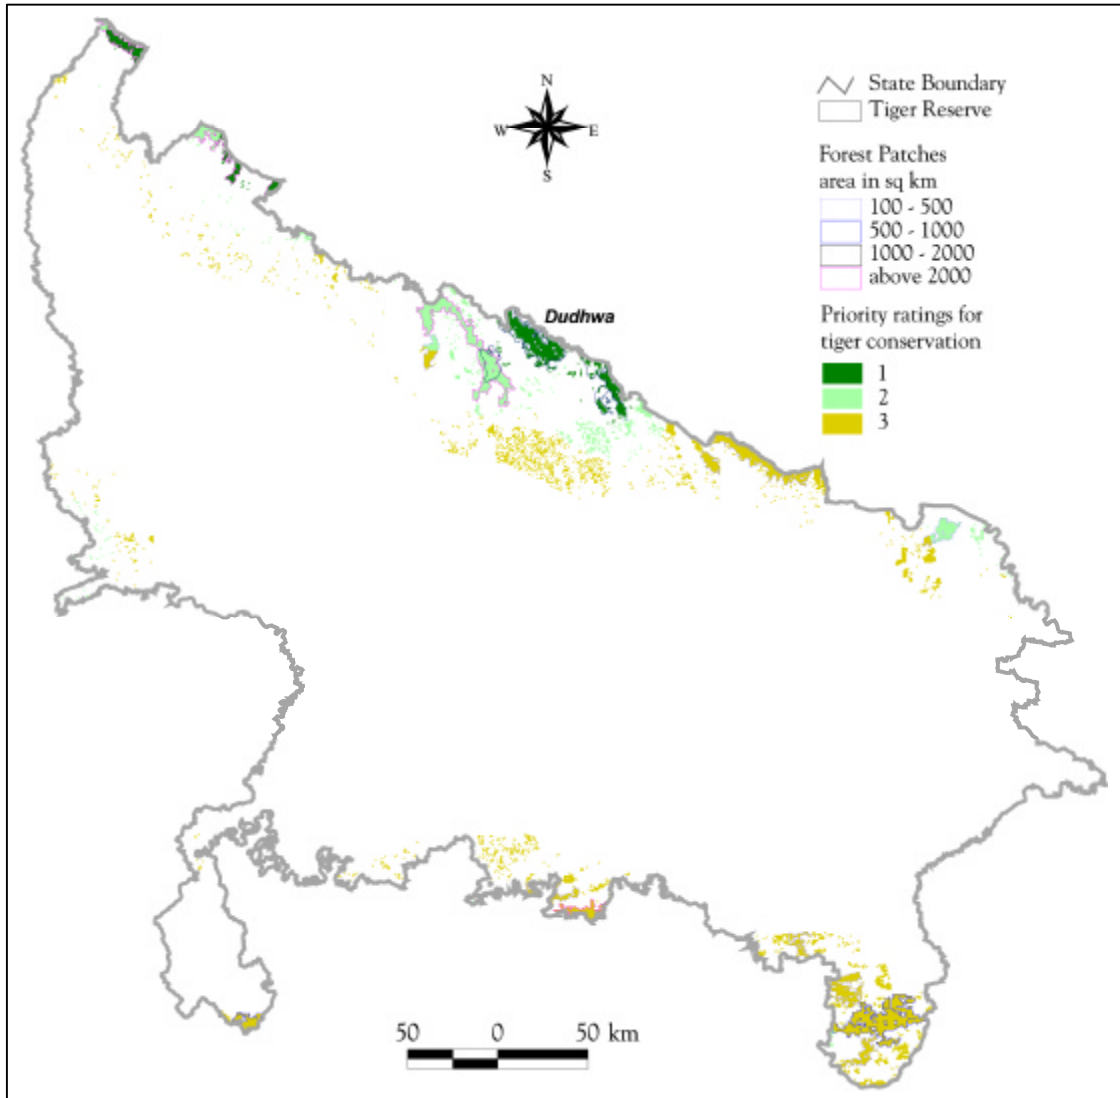 N
W
E
S
State Boundary
Tiger Reserve
Forest Patches
area in sq km
100 - 500
500 - 1000
1000 - 2000
above 2000
Priority ratings for
tiger conservation
1
2
3
Dudhwa
50 0 50 km